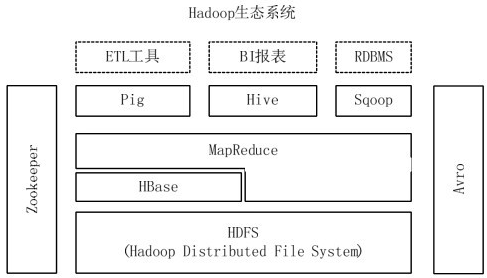 Hadoop生态系统
ETL工具
BI报表
RDBMS
Pig
Hive
Sqoop
Zookeeper
MapReduce
HBase
Avro
HDFS
(Hadoop Distributed File System)